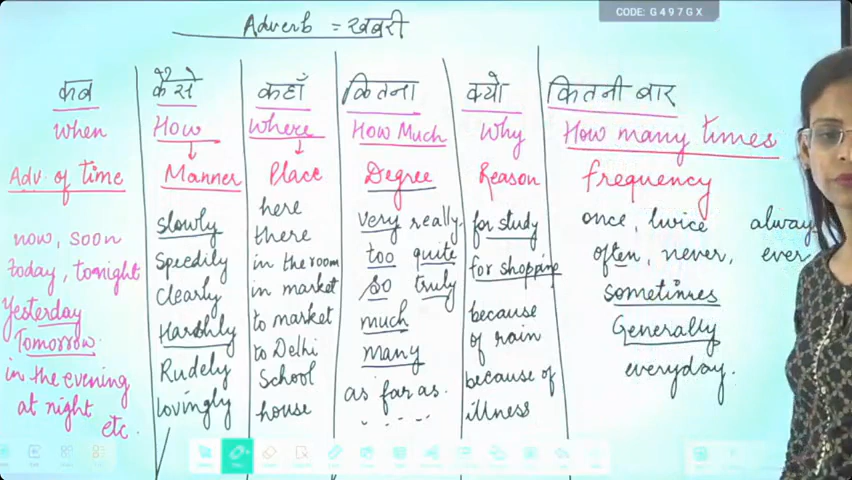 CODE: G497GX
Adverb = खबरी
कब
When
Adv. of time
now, soon
today, tonight
Yesterday
Tomorrow.
in the evening
at night
etc.
कैसे
How
Manner
slowly
Speedily
Clearly
Harshly
Rudely
lovingly
कहाँ
Where
Place
here
there
in the room
in market
to market
to Delhi
School
house
कितना
How Much
Degree
very really,
too quite
so truly
much
many
as far as.
क्यो
Why
Reason
for study
for shopping
because
of rain
because of
illness
कितनी बार
How many times
frequency
once, twice alway
often, never, ever
sometimes
Generally
everyday.